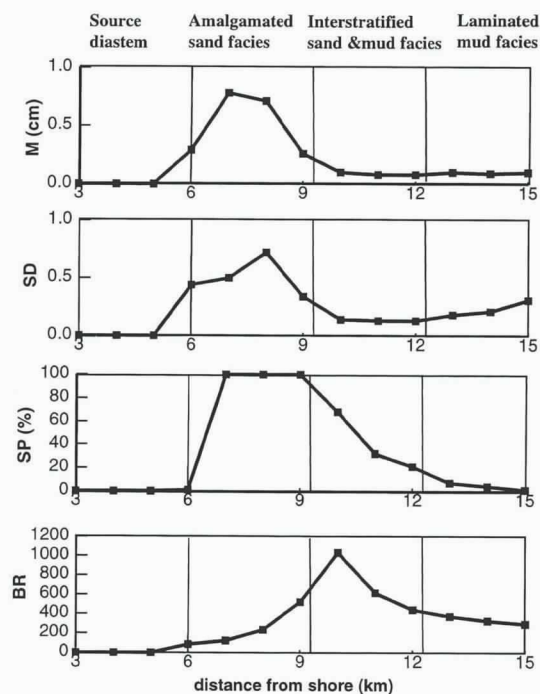 Source diastem
Amalgamated sand facies
Interstratified sand &mud facies
Laminated mud facies
M (cm)
1.0
0.5
0.0
3 6 9 12 15
SD
1.0
0.5
0.0
3 6 9 12 15
SP (%)
100
80
60
40
20
0
3 6 9 12 15
BR
1200
1000
800
600
400
200
0
3 6 9 12 15
distance from shore (km)